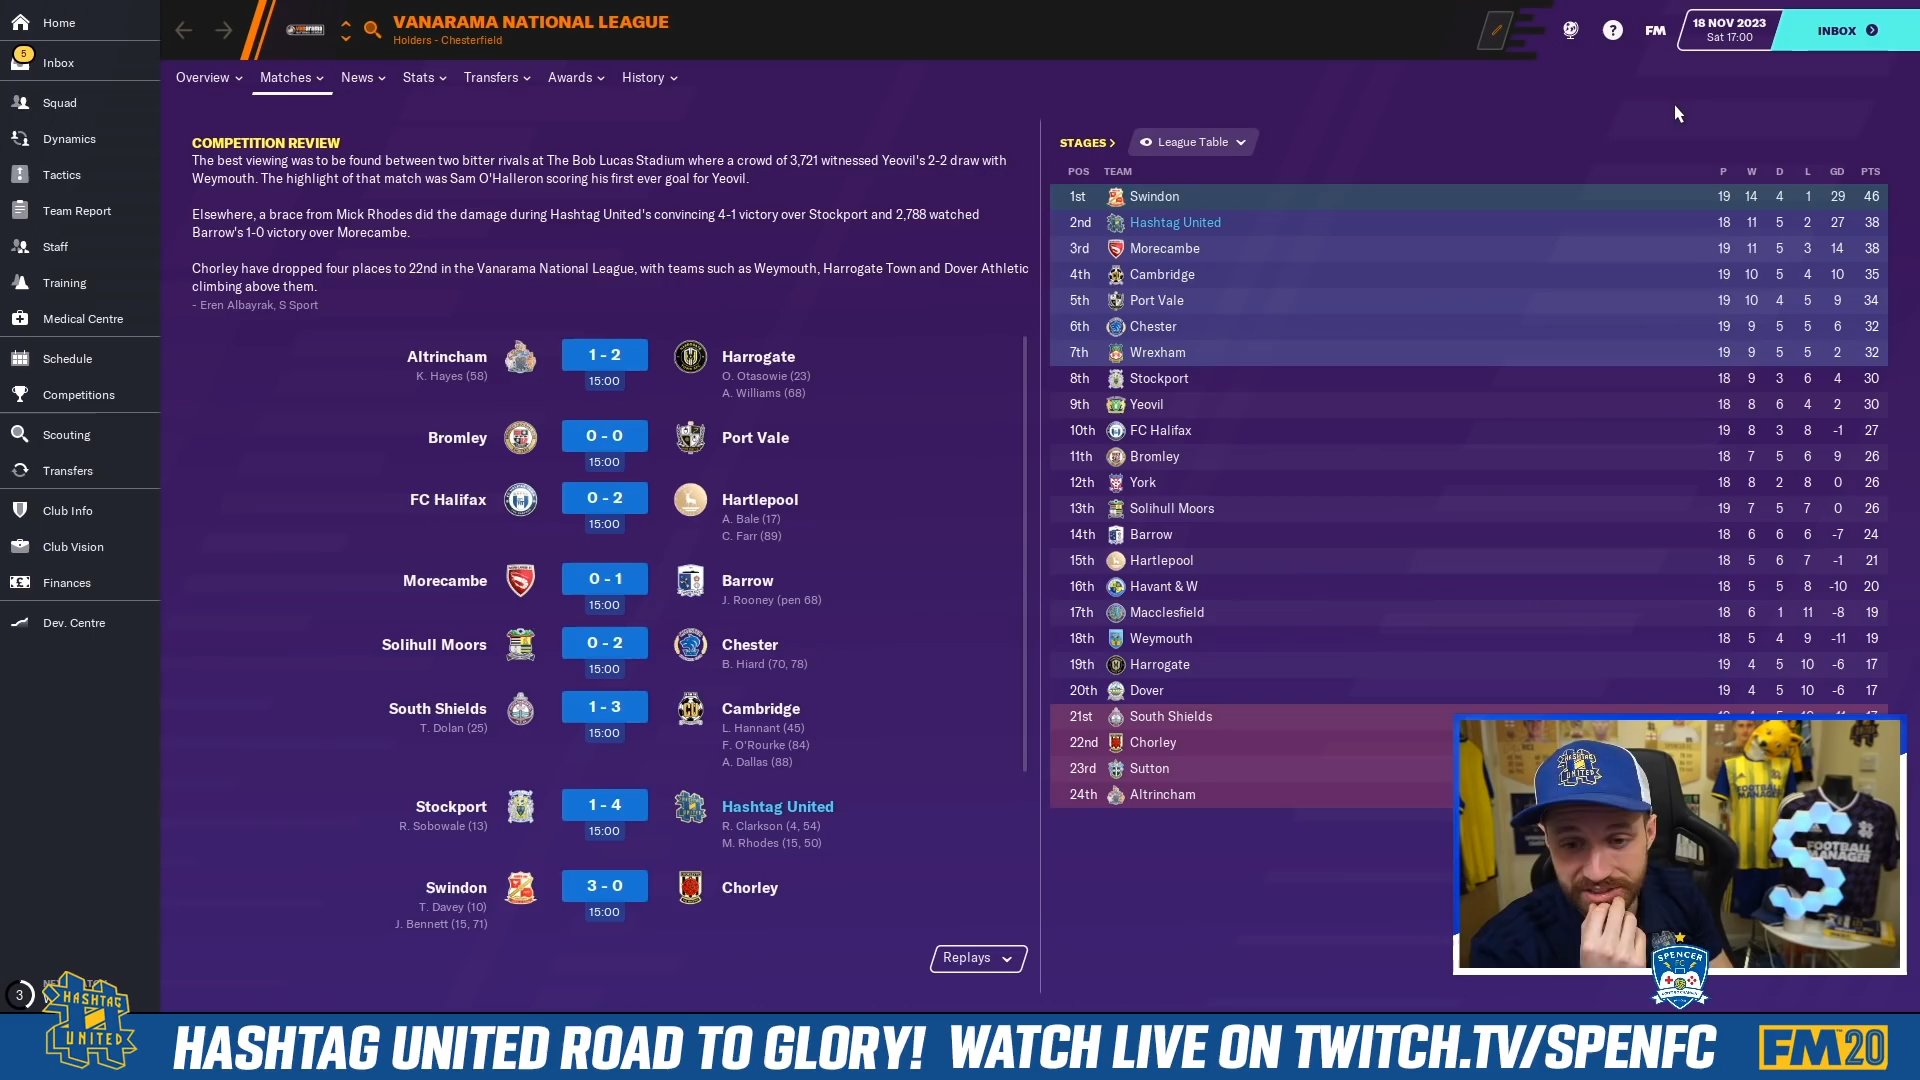 Home
Inbox
5
Squad
Dynamics
Tactics
Team Report
Staff
Training
Medical Centre
Schedule
Competitions
Scouting
Transfers
Club Info
Club Vision
Finances
Dev. Centre
3
VANARAMA NATIONAL LEAGUE
Holders - Chesterfield
FM
18 NOV 2023
Sat 17:00
INBOX
Overview
Matches
News
Stats
Transfers
Awards
History
COMPETITION REVIEW
The best viewing was to be found between two bitter rivals at The Bob Lucas Stadium where a crowd of 3,721 witnessed Yeovil's 2-2 draw with
Weymouth. The highlight of that match was Sam O'Halleron scoring his first ever goal for Yeovil.
Elsewhere, a brace from Mick Rhodes did the damage during Hashtag United's convincing 4-1 victory over Stockport and 2,788 watched
Barrow's 1-0 victory over Morecambe.
Chorley have dropped four places to 22nd in the Vanarama National League, with teams such as Weymouth, Harrogate Town and Dover Athletic
climbing above them.
- Eren Albayrak, S Sport
Altrincham 1 - 2 Harrogate
K. Hayes (58) 15:00 O. Otasowie (23)
A. Williams (68)
Bromley 0 - 0 Port Vale
15:00
FC Halifax 0 - 2 Hartlepool
15:00 A. Bale (17)
C. Farr (89)
Morecambe 0 - 1 Barrow
15:00 J. Rooney (pen 68)
Solihull Moors 0 - 2 Chester
15:00 B. Hiard (70, 78)
South Shields 1 - 3 Cambridge
T. Dolan (25) 15:00 L. Hannant (45)
F. O'Rourke (84)
A. Dallas (88)
Stockport 1 - 4 Hashtag United
R. Sobowale (13) 15:00 R. Clarkson (4, 54)
M. Rhodes (15, 50)
Swindon 3 - 0 Chorley
T. Davey (10) 15:00
J. Bennett (15, 71)
Replays
STAGES > League Table
POS TEAM P W D L GD PTS
1st Swindon 19 14 4 1 29 46
2nd Hashtag United 18 11 5 2 27 38
3rd Morecambe 19 11 5 3 14 38
4th Cambridge 19 10 5 4 10 35
5th Port Vale 19 10 4 5 9 34
6th Chester 19 9 5 5 6 32
7th Wrexham 19 9 5 5 2 32
8th Stockport 18 9 3 6 4 30
9th Yeovil 18 8 6 4 2 30
10th FC Halifax 19 8 3 8 -1 27
11th Bromley 18 7 5 6 9 26
12th York 18 8 2 8 0 26
13th Solihull Moors 19 7 5 7 0 26
14th Barrow 18 6 6 6 -7 24
15th Hartlepool 18 5 6 7 -1 21
16th Havant & W 18 5 5 8 -10 20
17th Macclesfield 18 6 1 11 -8 19
18th Weymouth 18 5 4 9 -11 19
19th Harrogate 19 4 5 10 -6 17
20th Dover 19 4 5 10 -6 17
21st South Shields
22nd Chorley
23rd Sutton
24th Altrincham
HASHTAG
UNITED
FOOTBALL
MANAGER
FOOTBALL
MANAGER
SPENCER
FC
HASHTAG
UNITED
HASHTAG UNITED ROAD TO GLORY! WATCH LIVE ON TWITCH.TV/SPENFC
FM20